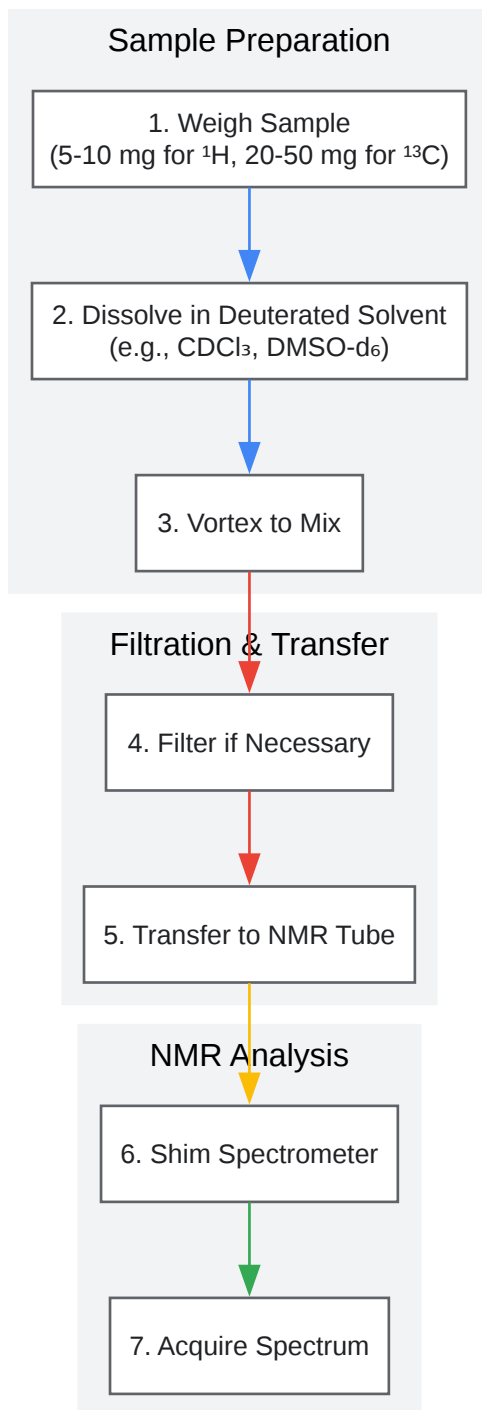 Sample Preparation
1. Weigh Sample
(5-10 mg for ¹H, 20-50 mg for ¹³C)
2. Dissolve in Deuterated Solvent
(e.g., CDCl₃, DMSO-d₆)
3. Vortex to Mix
Filtration & Transfer
4. Filter if Necessary
5. Transfer to NMR Tube
NMR Analysis
6. Shim Spectrometer
7. Acquire Spectrum